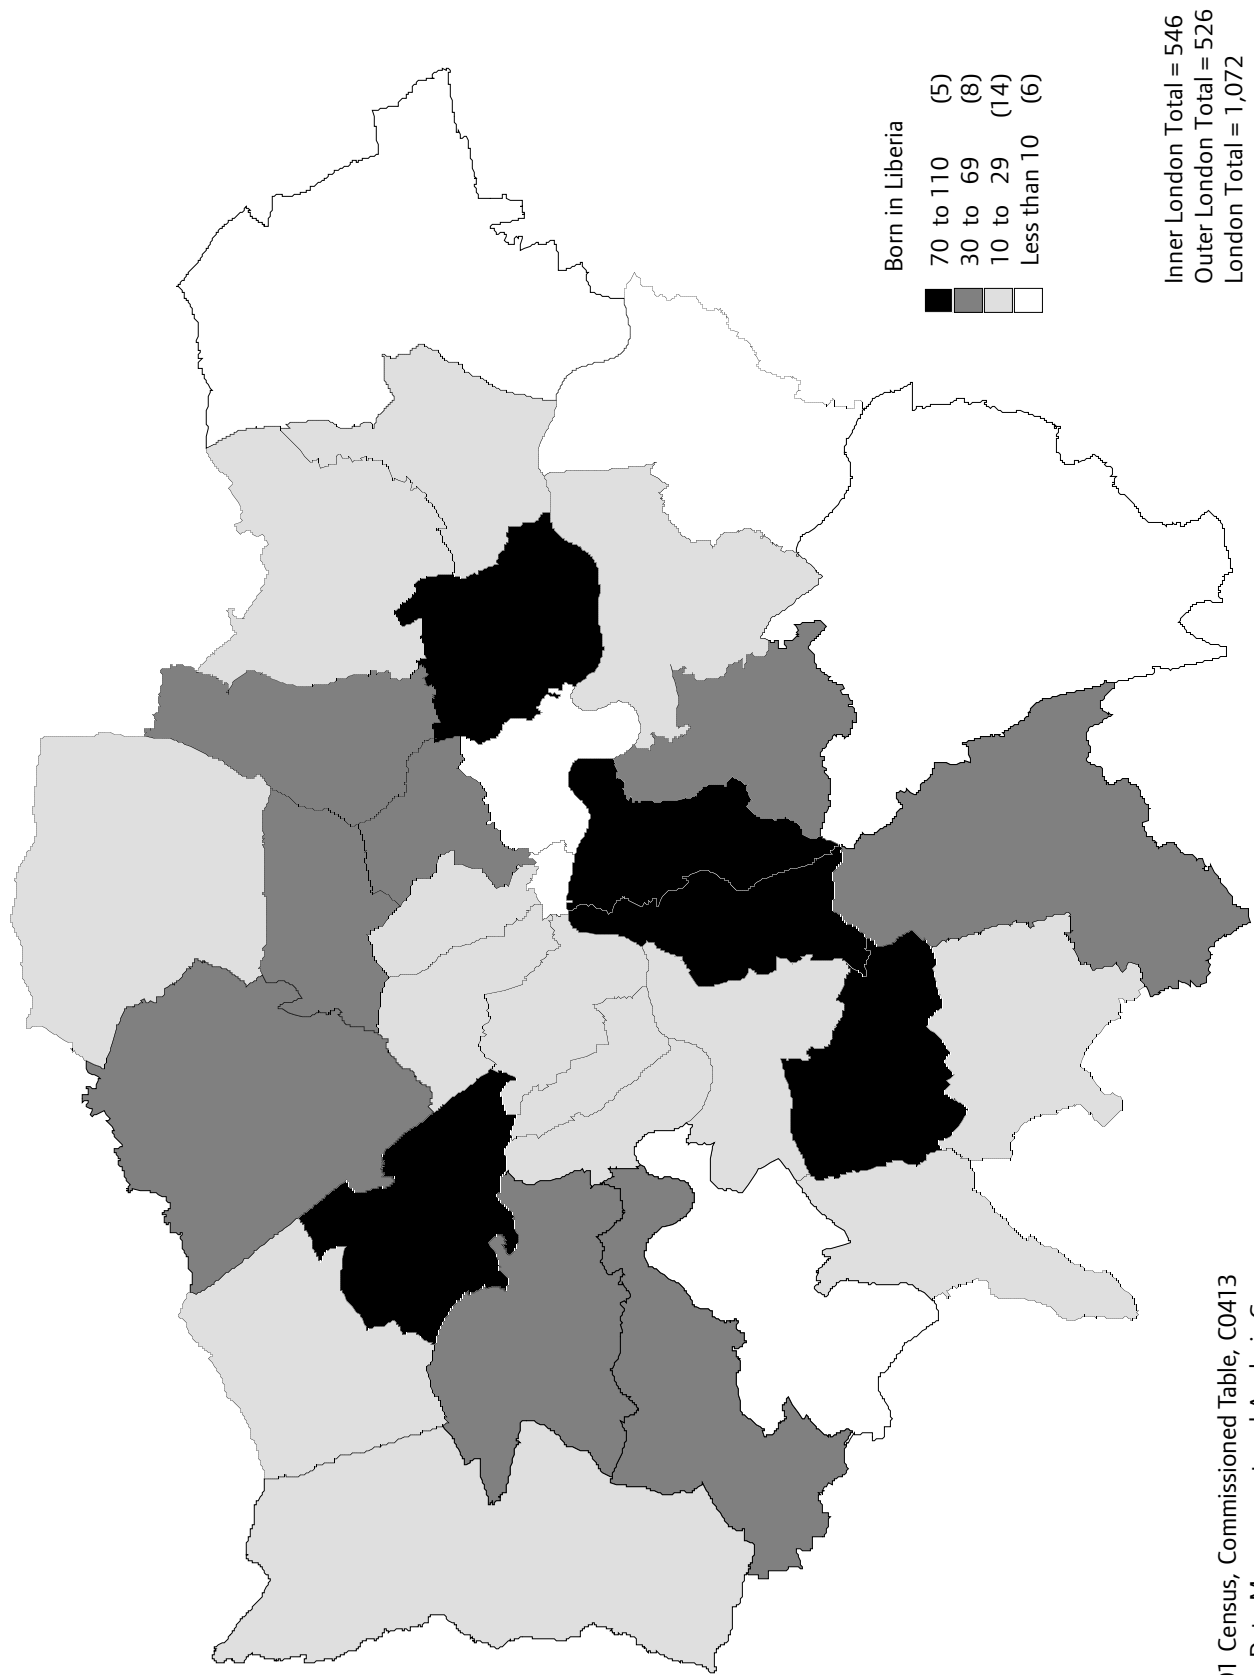 Born in Liberia
70 to 110 (5)
30 to 69 (8)
10 to 29 (14)
Less than 10 (6)
Inner London Total = 546
Outer London Total = 526
London Total = 1,072
Census, Commissioned Table, C0413